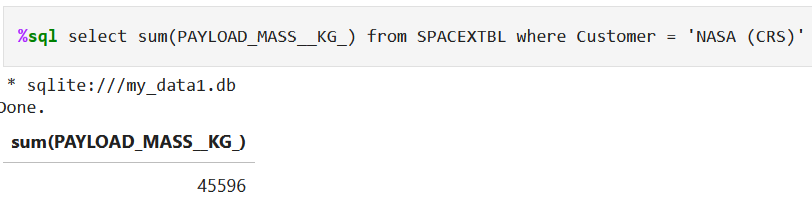 %sql select sum(PAYLOAD_MASS__KG_) from SPACEXTBL where Customer = 'NASA (CRS)'
* sqlite:///my_data1.db
Done.
sum(PAYLOAD_MASS__KG_)
45596